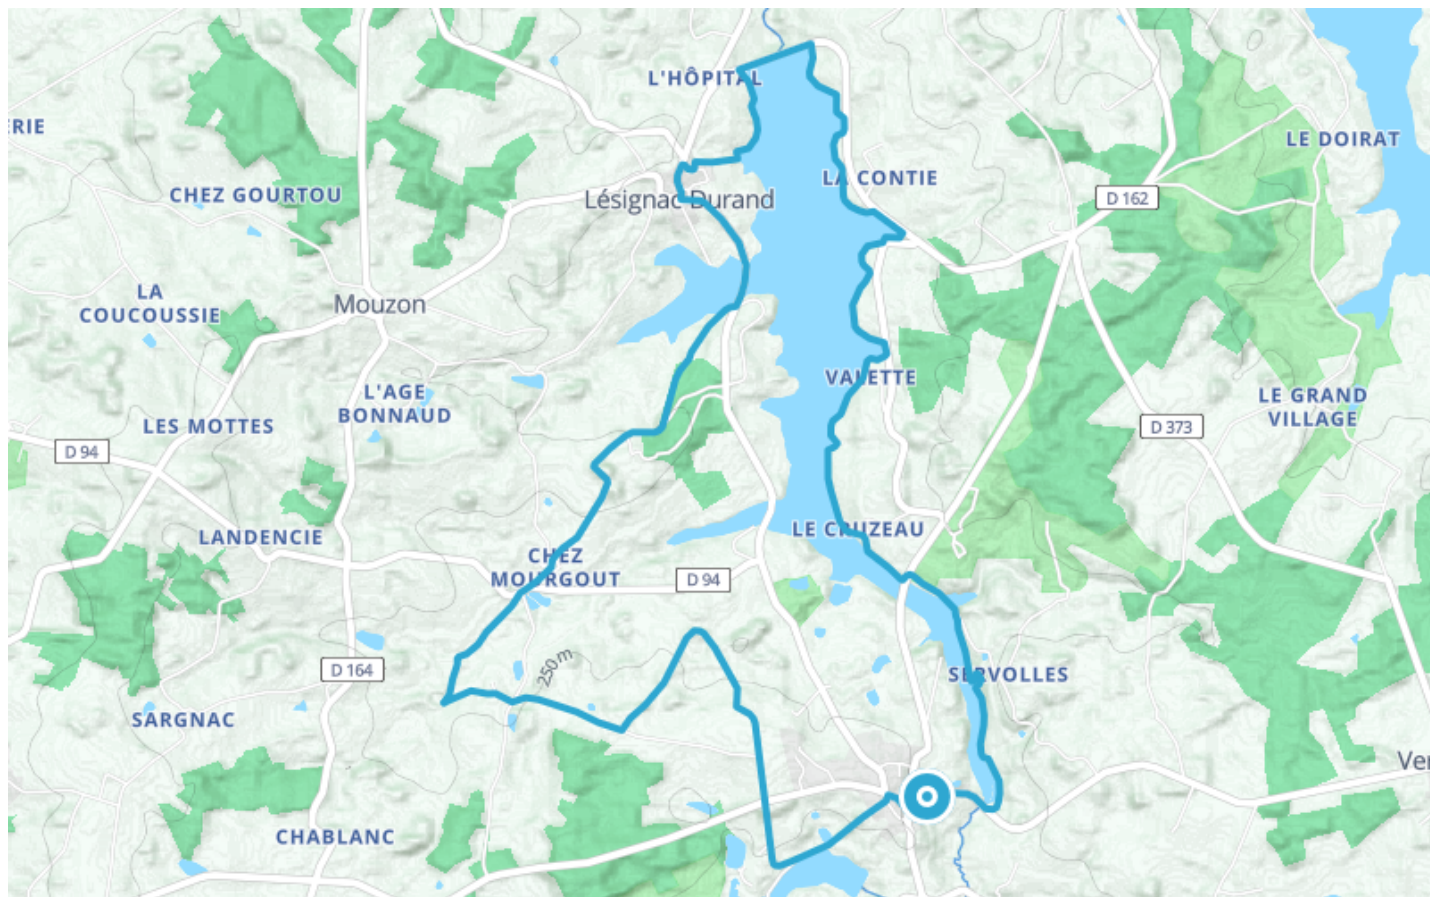 L'HÔPITAL
ERIE
LE DOIRAT
CHEZ GOURTOU
LA CONTIE
D 162
Lésignac-Durand
LA
COUCOUSSIE
Mouzon
VALETTE
L'AGE
BONNAUD
LE GRAND
VILLAGE
LES MOTTES
D 373
D 94
LANDENCIE
LE CRUZEAU
CHEZ
MOURGOUT
D 94
250 m
D 164
SERVOLLES
SARGNAC
Ver
CHABLANC